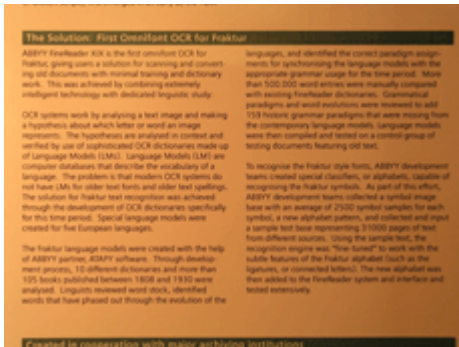 The Solution: First Omnifont OCR for Fraktur
ABBYY FineReader XIX is the first omnifont OCR for
Fraktur, giving users a solution for scanning and convert-
ing old documents with minimal training and dictionary
work. This was achieved by combining extremely
intelligent technology with dedicated linguistic study.
OCR systems work by analysing a text image and making
a hypothesis about which letter or word an image
represents. The hypotheses are analysed in context and
verified by use of sophisticated OCR dictionaries made up
of Language Models (LMs). Language Models (LM) are
computer databases that describe the vocabulary of a
language. The problem is that modern OCR systems do
not have LMs for older text fonts and older text spellings.
The solution for Fraktur text recognition was achieved
through the development of OCR dictionaries specifically
for this time period. Special language models were
created for five European languages.
The Fraktur language models were created with the help
of ABBYY partner, ATAPY software. Through develop-
ment process, 10 different dictionaries and more than
105 books published between 1808 and 1930 were
analysed. Linguists reviewed word stock, identified
words that have phased out through the evolution of the
languages, and identified the correct paradigm assign-
ments for synchronising the language models with the
appropriate grammar usage for the time period. More
than 500.000 word entries were manually compared
with existing FineReader dictionaries. Grammatical
paradigms and word evolutions were reviewed to add
159 historic grammar paradigms that were missing from
the contemporary language models. Language models
were then compiled and tested on a control group of
testing documents featuring old text.
To recognise the Fraktur style fonts, ABBYY development
teams created special classifiers, or alphabets, capable of
recognising the Fraktur symbols. As part of this effort,
ABBYY development teams collected a symbol image
base with an average of 2500 symbol samples for each
symbol, a new alphabet pattern, and collected and input
a sample test base representing 31000 pages of text
from different sources. Using the sample text, the
recognition engine was "fine-tuned" to work with the
subtle features of the Fraktur alphabet (such as the
ligatures, or connected letters). The new alphabet was
then added to the FineReader system and interface and
tested extensively.
Created in cooperation with major archiving institutions